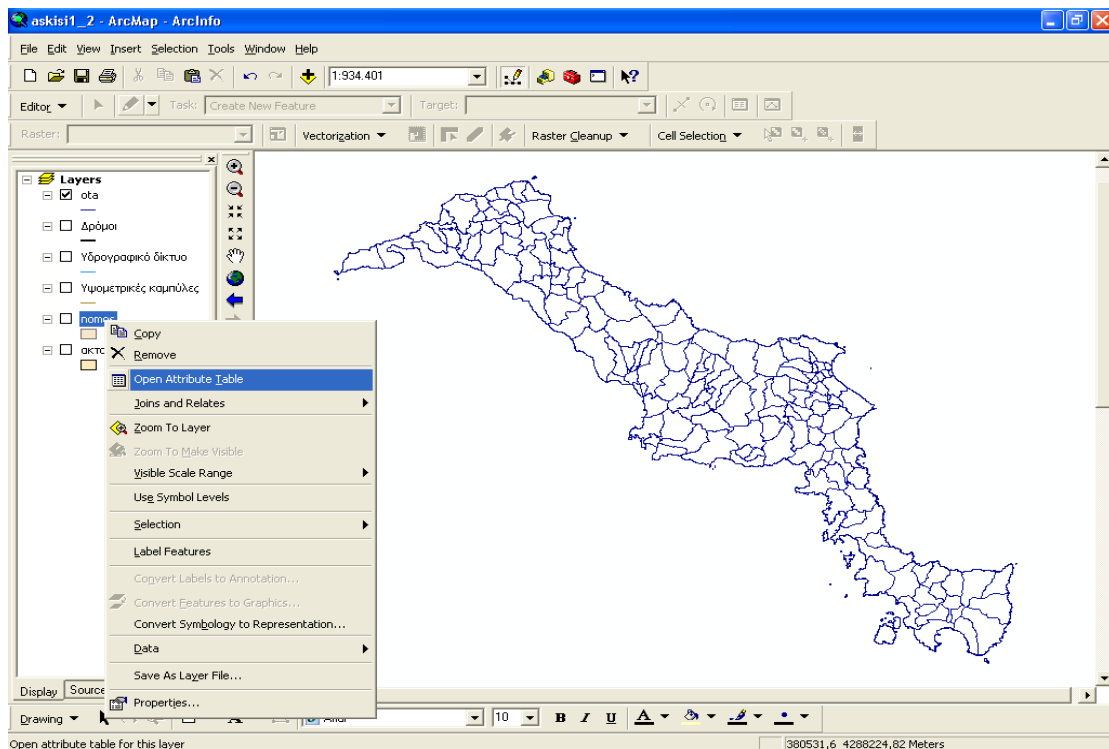 askisi1_2 - ArcMap - ArcInfo
File Edit View Insert Selection Tools Window Help
1:934.401
Editor Task: Create New Feature Target:
Raster: Vectorization Raster Cleanup Cell Selection
Layers
ota
Δρόμοι
Υδρογραφικό δίκτυο
Υψομετρικές καμπύλες
nomos
Copy
Remove
Open Attribute Table
Joins and Relates
Zoom To Layer
Zoom To Make Visible
Visible Scale Range
Use Symbol Levels
Selection
Label Features
Convert Labels to Annotation...
Convert Features to Graphics...
Convert Symbology to Representation...
Data
Save As Layer File...
Properties...
Display Source
Drawing 10 B I U A
Open attribute table for this layer 380531,6 4288224,82 Meters